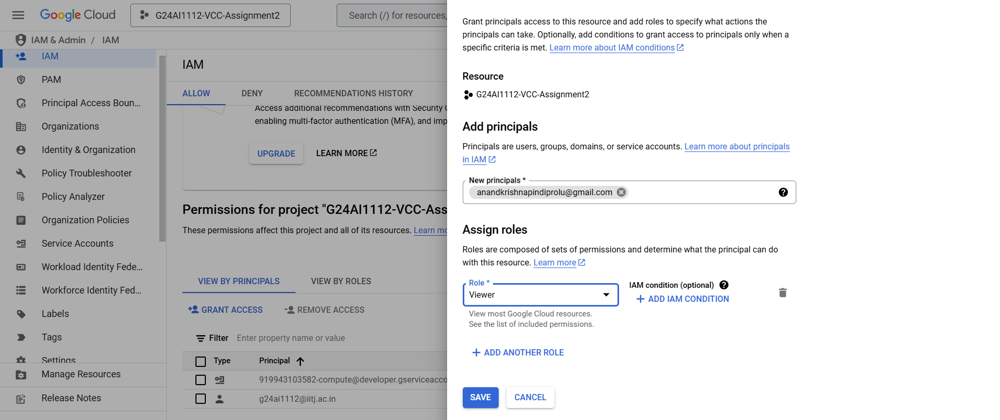 Google Cloud
G24AI1112-VCC-Assignment2
Search (/) for resources,
IAM & Admin / IAM
IAM
PAM
Principal Access Boun...
Organizations
Identity & Organization
Policy Troubleshooter
Policy Analyzer
Organization Policies
Service Accounts
Workload Identity Fede...
Workforce Identity Fed...
Labels
Tags
Settings
Manage Resources
Release Notes
IAM
ALLOW
DENY
RECOMMENDATIONS HISTORY
Access additional recommendations with Security
enabling multi-factor authentication (MFA), and imp
UPGRADE
LEARN MORE
Permissions for project "G24AI1112-VCC-Ass
These permissions affect this project and all of its resources. Learn mo
VIEW BY PRINCIPALS
VIEW BY ROLES
GRANT ACCESS
REMOVE ACCESS
Filter Enter property name or value
Type Principal
919943103582-compute@developer.gserviceacco
g24ai1112@iitj.ac.in
Grant principals access to this resource and add roles to specify what actions the
principals can take. Optionally, add conditions to grant access to principals only when a
specific criteria is met. Learn more about IAM conditions
Resource
G24AI1112-VCC-Assignment2
Add principals
Principals are users, groups, domains, or service accounts. Learn more about principals
in IAM
New principals *
anandkrishnapindiprolu@gmail.com
Assign roles
Roles are composed of sets of permissions and determine what the principal can do
with this resource. Learn more
Role *
Viewer
IAM condition (optional)
+ ADD IAM CONDITION
View most Google Cloud resources.
See the list of included permissions.
+ ADD ANOTHER ROLE
SAVE
CANCEL